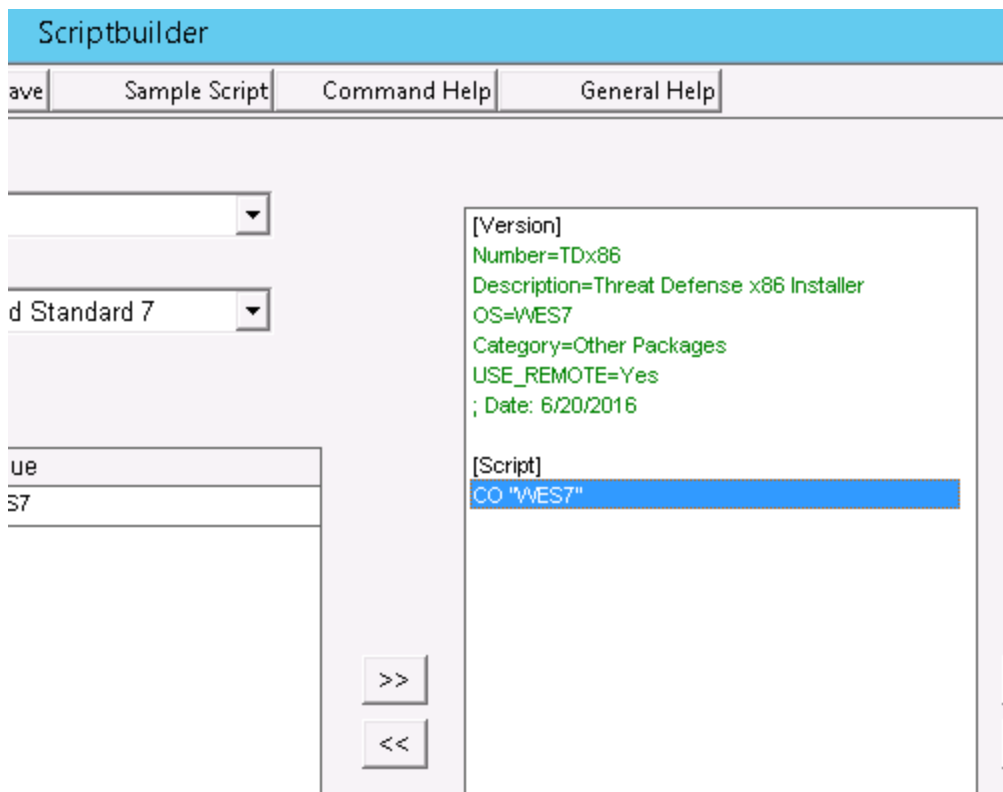 Scriptbuilder
ave Sample Script Command Help General Help
[Version]
Number=TDx86
Description=Threat Defense x86 Installer
d Standard 7
OS=WES7
Category=Other Packages
USE_REMOTE=Yes
; Date: 6/20/2016
ue
[Script]
S7
CO "WES7"
>>
<<